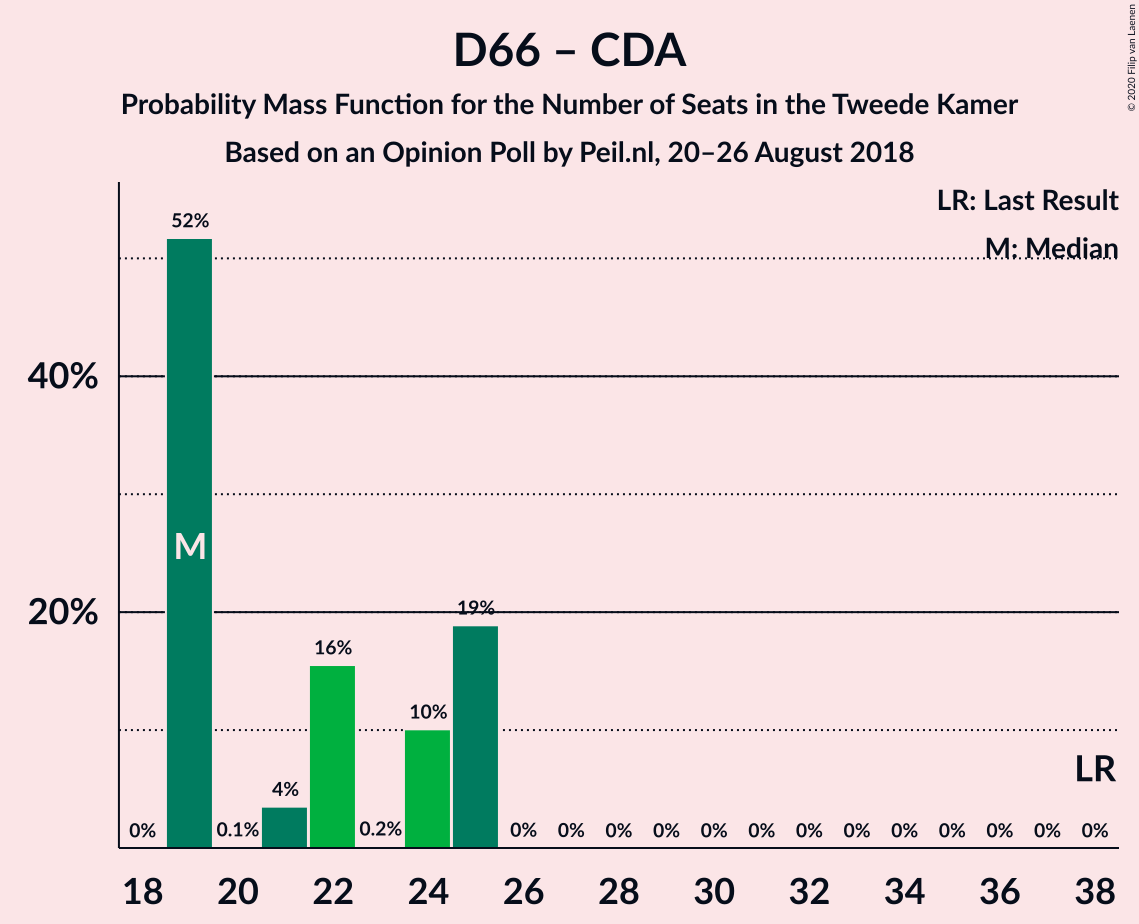 D66 – CDA
Probability Mass Function for the Number of Seats in the Tweede Kamer
Based on an Opinion Poll by Peil.nl, 20–26 August 2018
© 2020 Filip van Laenen
LR: Last Result
M: Median
52%
40%
M
20%
19%
16%
10%
4%
LR
0% 0.1% 0.2% 0% 0% 0% 0% 0% 0% 0% 0% 0% 0% 0% 0% 0%
18 20 22 24 26 28 30 32 34 36 38